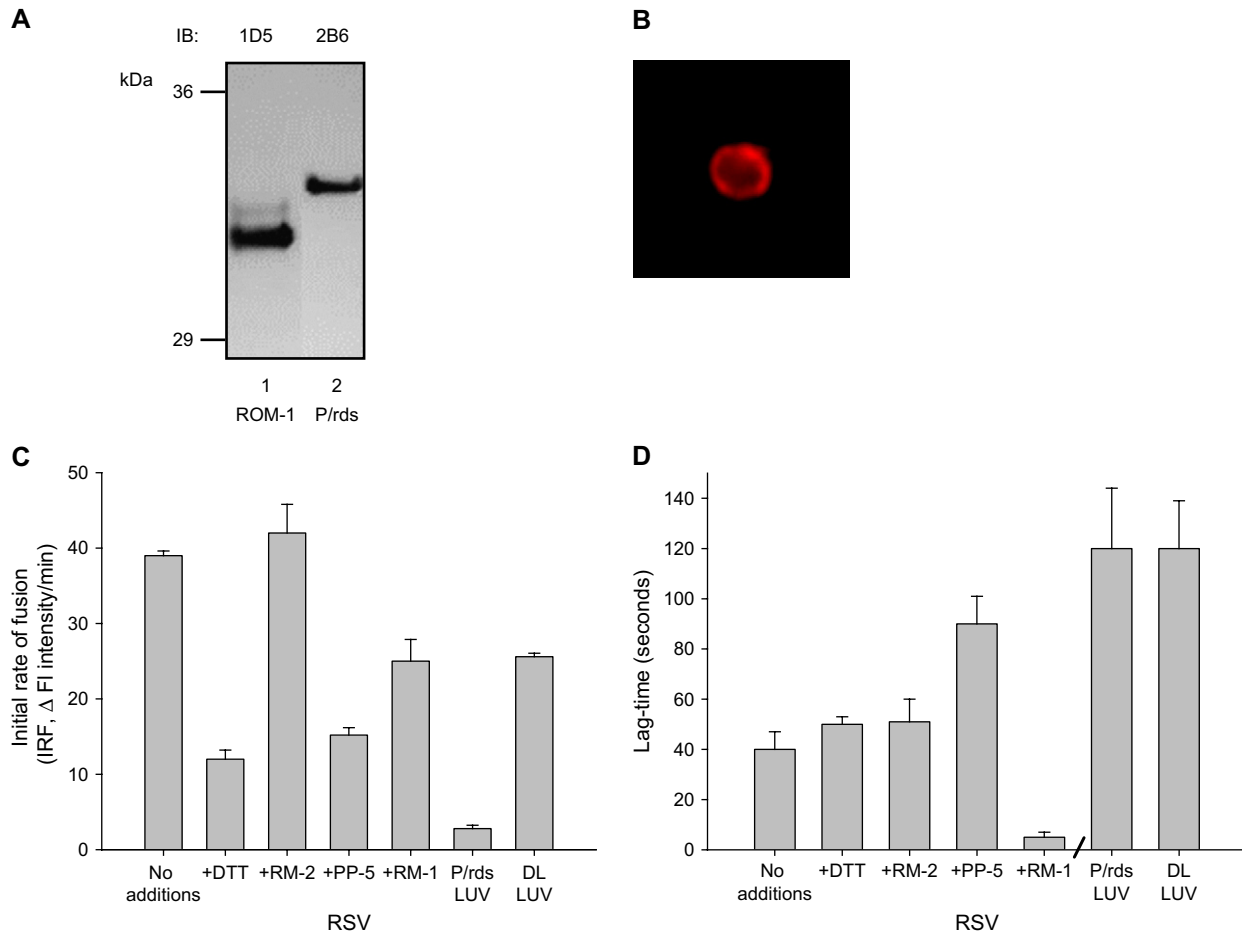 A
IB: 1D5 2B6
kDa
36
29
1 2
ROM-1 P/rds
B
C
Initial rate of fusion
(IRF, Δ FI intensity/min)
50
40
30
20
10
0
No additions +DTT +RM-2 +PP-5 +RM-1 P/rds LUV DL LUV
RSV
D
Lag-time (seconds)
140
120
100
80
60
40
20
0
No additions +DTT +RM-2 +PP-5 +RM-1 P/rds LUV DL LUV
RSV